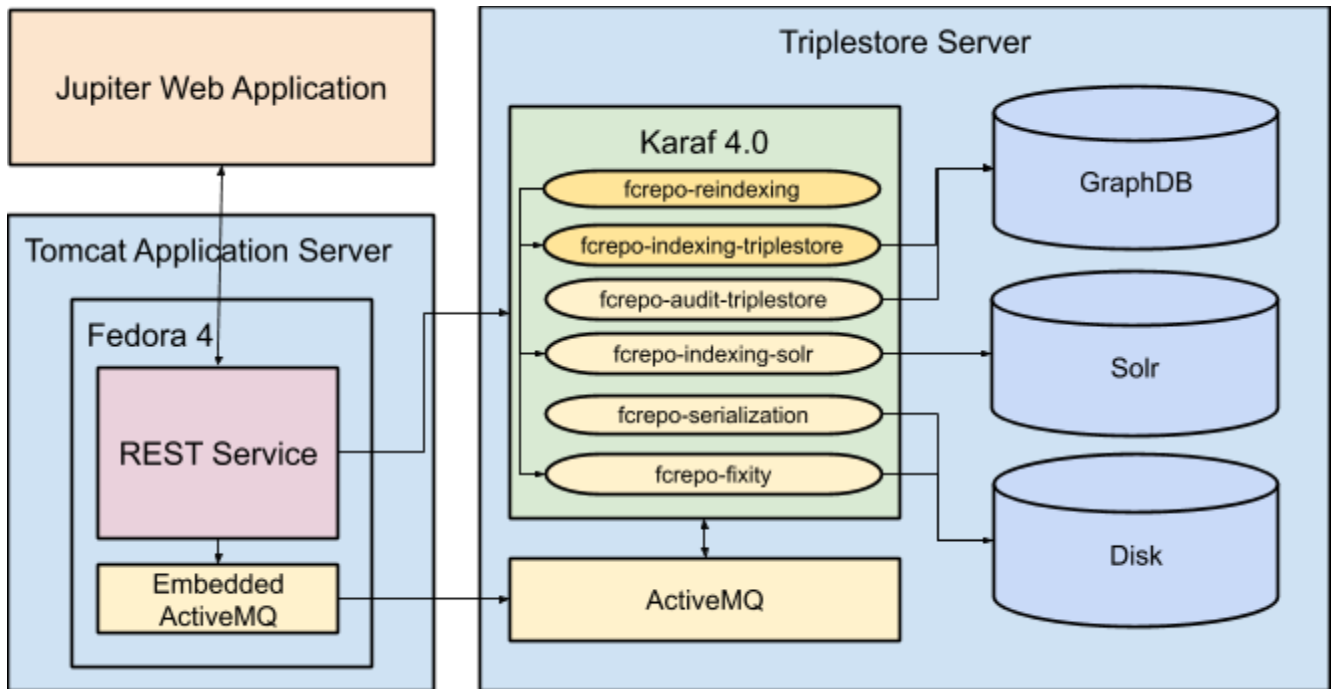 Jupiter Web Application
Tomcat Application Server
Fedora 4
REST Service
Embedded
ActiveMQ
Triplestore Server
Karaf 4.0
fcrepo-reindexing
fcrepo-indexing-triplestore
fcrepo-audit-triplestore
fcrepo-indexing-solr
fcrepo-serialization
fcrepo-fixity
ActiveMQ
GraphDB
Solr
Disk